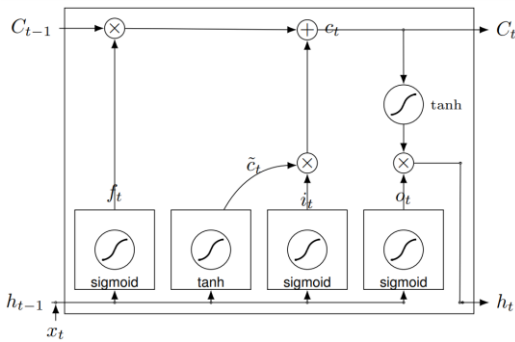 C_{t−1} × + c_t C_t
tanh
c̃_t ×  ×
f_t i_t o_t
sigmoid tanh sigmoid sigmoid
h_{t−1} h_t
x_t